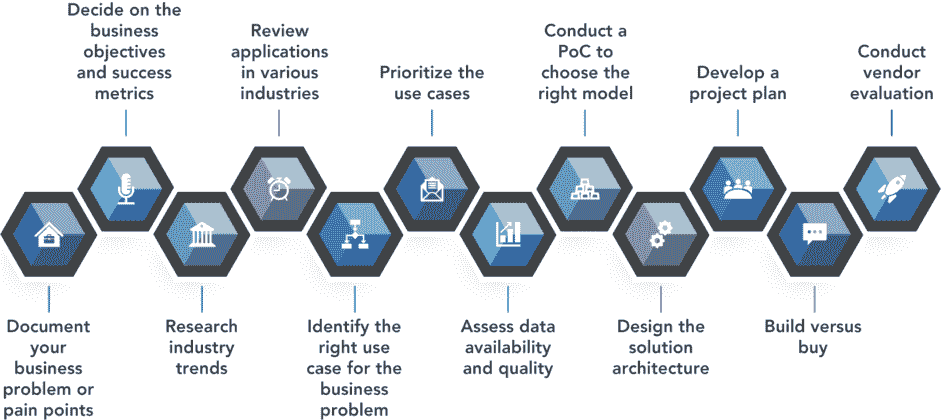 Document
your
business
problem or
pain points
Decide on the
business
objectives
and success
metrics
Research
industry
trends
Review
applications
in various
industries
Identify the
right use
case for the
business
problem
Prioritize the
use cases
Assess data
availability
and quality
Conduct a
PoC to
choose the
right model
Design the
solution
architecture
Develop a
project plan
Build versus
buy
Conduct
vendor
evaluation